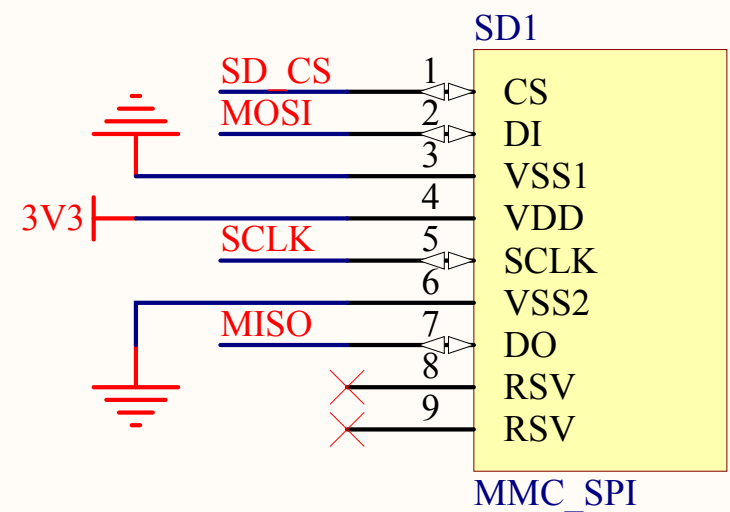 SD1
SD_CS 1 CS
MOSI 2 DI
3 VSS1
3V3 4 VDD
SCLK 5 SCLK
6 VSS2
MISO 7 DO
8 RSV
9 RSV
MMC_SPI